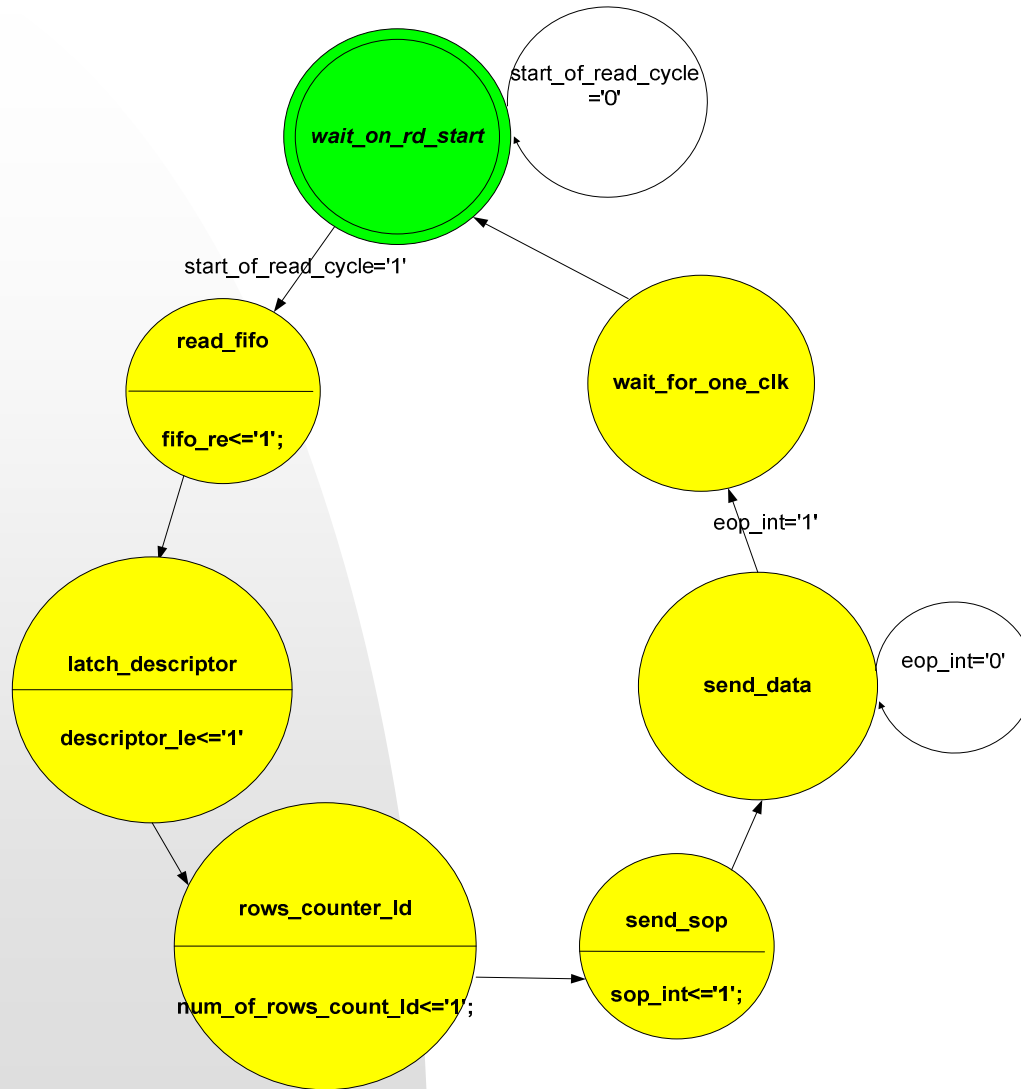 start_of_read_cycle
='0'
wait_on_rd_start
start_of_read_cycle='1'
read_fifo
fifo_re<='1';
wait_for_one_clk
eop_int='1'
latch_descriptor
descriptor_le<='1'
send_data
eop_int='0'
rows_counter_ld
num_of_rows_count_ld<='1';
send_sop
sop_int<='1';